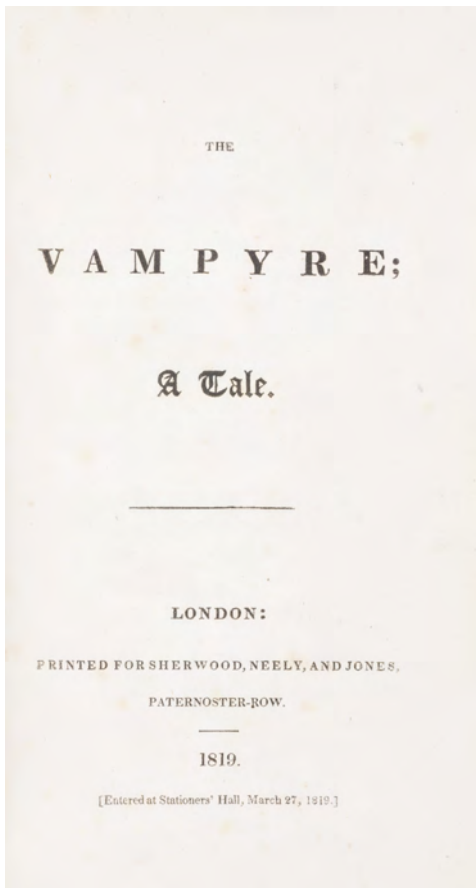 THE
VAMPYRE;
A Tale.
LONDON:
PRINTED FOR SHERWOOD, NEELY, AND JONES,
PATERNOSTER-ROW.
1819.
[Entered at Stationers' Hall, March 27, 1819.]